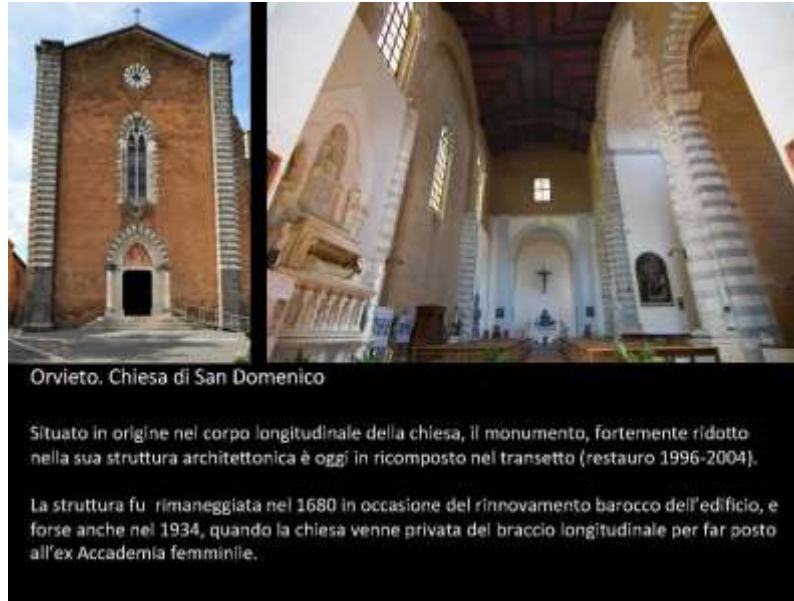 Orvieto. Chiesa di San Domenico
Situato in origine nel corpo longitudinale della chiesa, il monumento, fortemente ridotto
nella sua struttura architettonica è oggi in ricomposto nel transetto (restauro 1996-2004).
La struttura fu rimaneggiata nel 1680 in occasione del rinnovamento barocco dell'edificio, e
forse anche nel 1934, quando la chiesa venne privata del braccio longitudinale per far posto
all'ex Accademia femminile.